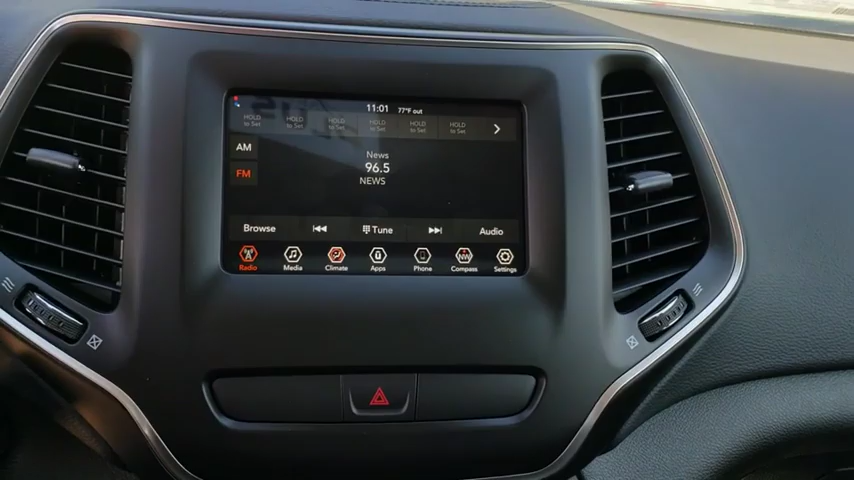 11:01 77°F out
HOLD to Set HOLD to Set HOLD to Set HOLD to Set HOLD to Set HOLD to Set
AM
FM
News
96.5
NEWS
Browse Tune Audio
Radio Media Climate Apps Phone NW Compass Settings